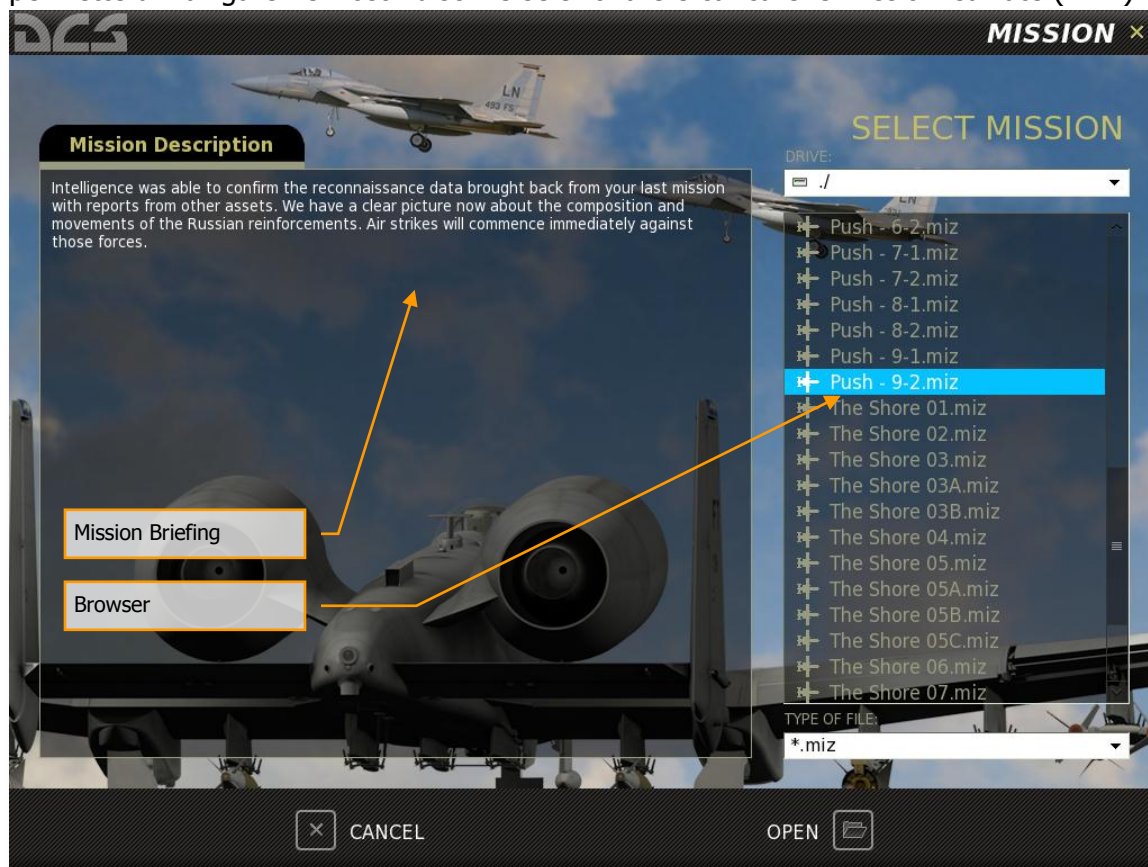 DCS
MISSION
SELECT MISSION
Mission Description
DRIVE:
./
Intelligence was able to confirm the reconnaissance data brought back from your last mission
with reports from other assets. We have a clear picture now about the composition and
movements of the Russian reinforcements. Air strikes will commence immediately against
those forces.
LN
493 FS
LN
Push - 6-2.miz
Push - 7-1.miz
Push - 7-2.miz
Push - 8-1.miz
Push - 8-2.miz
Push - 9-1.miz
Push - 9-2.miz
The Shore 01.miz
The Shore 02.miz
The Shore 03.miz
The Shore 03A.miz
The Shore 03B.miz
The Shore 04.miz
The Shore 05.miz
The Shore 05A.miz
The Shore 05B.miz
The Shore 05C.miz
The Shore 06.miz
The Shore 07.miz
Mission Briefing
Browser
TYPE OF FILE:
*.miz
CANCEL
OPEN